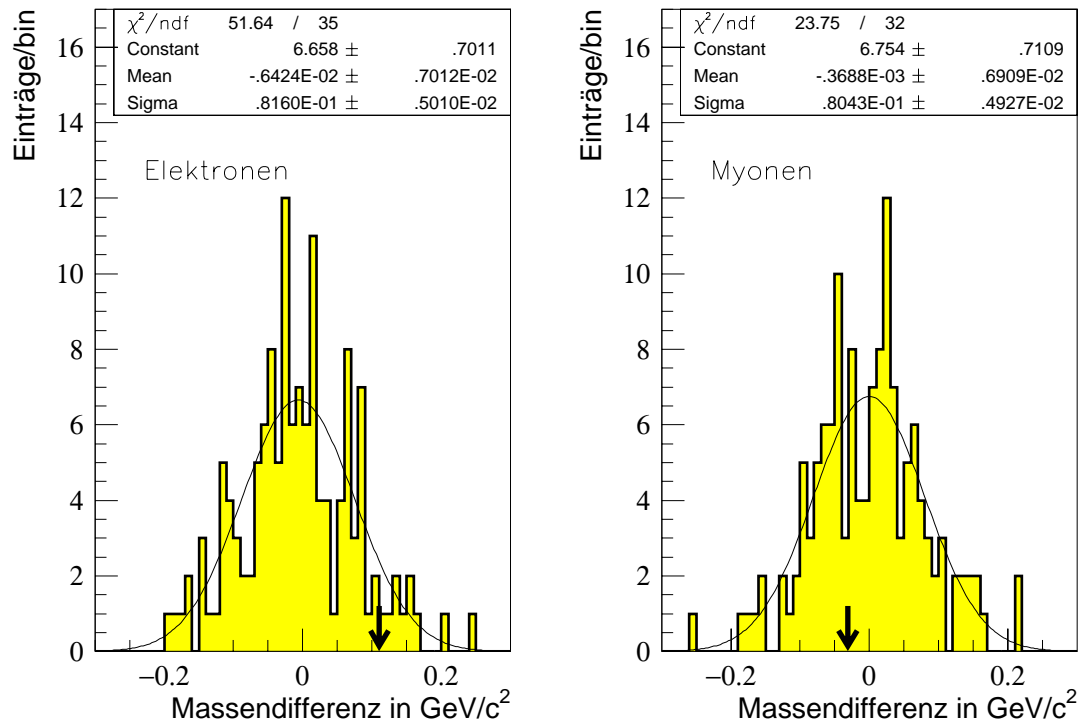 Einträge/bin
χ²/ndf 51.64 / 35
Constant 6.658 ± .7011
Mean -.6424E-02 ± .7012E-02
Sigma .8160E-01 ± .5010E-02
Elektronen
16
14
12
10
8
6
4
2
0
−0.2 0 0.2
Massendifferenz in GeV/c²
Einträge/bin
χ²/ndf 23.75 / 32
Constant 6.754 ± .7109
Mean -.3688E-03 ± .6909E-02
Sigma .8043E-01 ± .4927E-02
Myonen
16
14
12
10
8
6
4
2
0
−0.2 0 0.2
Massendifferenz in GeV/c²